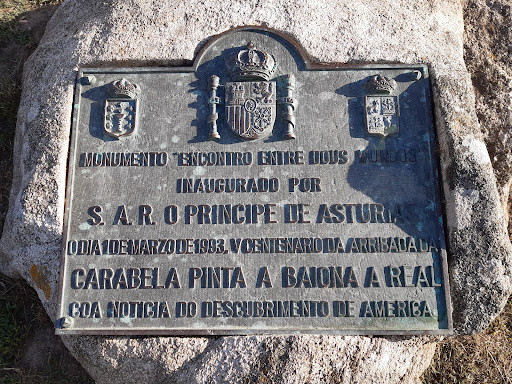 MONUMENTO "ENCONTRO ENTRE DOUS MUNDOS"
INAUGURADO POR
S. A. R. O PRINCIPE DE ASTURIAS
O DIA 1 DE MARZO DE 1993. V CENTENARIO DA ARRIBADA DA
CARABELA PINTA A BAIONA A REAL
COA NOTICIA DO DESCUBRIMENTO DE AMERICA